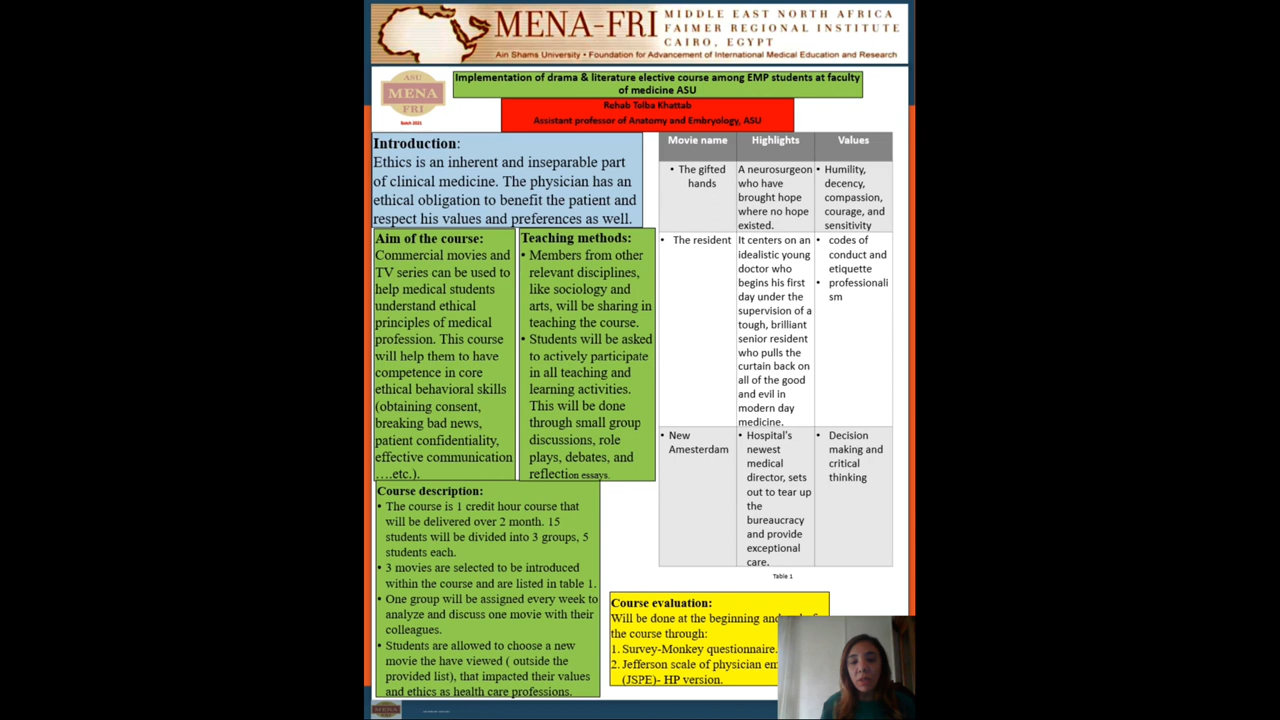 MENA-FRI
MIDDLE EAST NORTH AFRICA
FAIMER REGIONAL INSTITUTE
CAIRO, EGYPT
Ain Shams University • Foundation for Advancement of International Medical Education and Research
ASU
MENA
FRI
Batch 2021
Implementation of drama & literature elective course among EMP students at faculty
of medicine ASU
Rehab Tolba Khattab
Assistant professor of Anatomy and Embryology, ASU
Introduction:
Ethics is an inherent and inseparable part
of clinical medicine. The physician has an
ethical obligation to benefit the patient and
respect his values and preferences as well.
Aim of the course:
Commercial movies and
TV series can be used to
help medical students
understand ethical
principles of medical
profession. This course
will help them to have
competence in core
ethical behavioral skills
(obtaining consent,
breaking bad news,
patient confidentiality,
effective communication
….etc.).
Teaching methods:
• Members from other
relevant disciplines,
like sociology and
arts, will be sharing in
teaching the course.
• Students will be asked
to actively participate
in all teaching and
learning activities.
This will be done
through small group
discussions, role
plays, debates, and
reflection essays.
Course description:
• The course is 1 credit hour course that
will be delivered over 2 month. 15
students will be divided into 3 groups, 5
students each.
• 3 movies are selected to be introduced
within the course and are listed in table 1.
• One group will be assigned every week to
analyze and discuss one movie with their
colleagues.
• Students are allowed to choose a new
movie the have viewed ( outside the
provided list), that impacted their values
and ethics as health care professions.
Movie name Highlights Values
• The gifted
hands
A neurosurgeon
who have
brought hope
where no hope
existed.
• Humility,
decency,
compassion,
courage, and
sensitivity
• The resident
It centers on an
idealistic young
doctor who
begins his first
day under the
supervision of a
tough, brilliant
senior resident
who pulls the
curtain back on
all of the good
and evil in
modern day
medicine.
• codes of
conduct and
etiquette
• professionali
sm
• New
Amesterdam
• Hospital's
newest
medical
director, sets
out to tear up
the
bureaucracy
and provide
exceptional
care.
• Decision
making and
critical
thinking
Table 1
Course evaluation:
Will be done at the beginning and
the course through:
1. Survey-Monkey questionnaire.
2. Jefferson scale of physician em
(JSPE)- HP version.
MENA